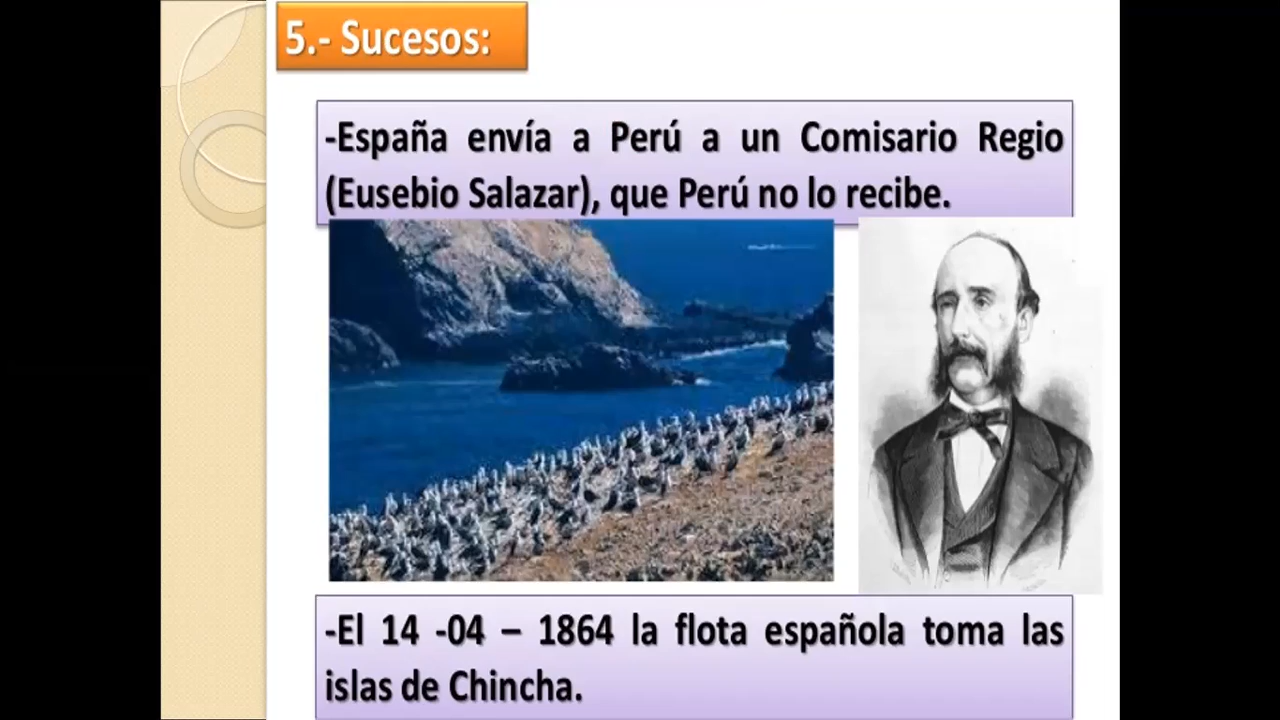 5.- Sucesos:
-España envía a Perú a un Comisario Regio
(Eusebio Salazar), que Perú no lo recibe.
-El 14 -04 – 1864 la flota española toma las
islas de Chincha.